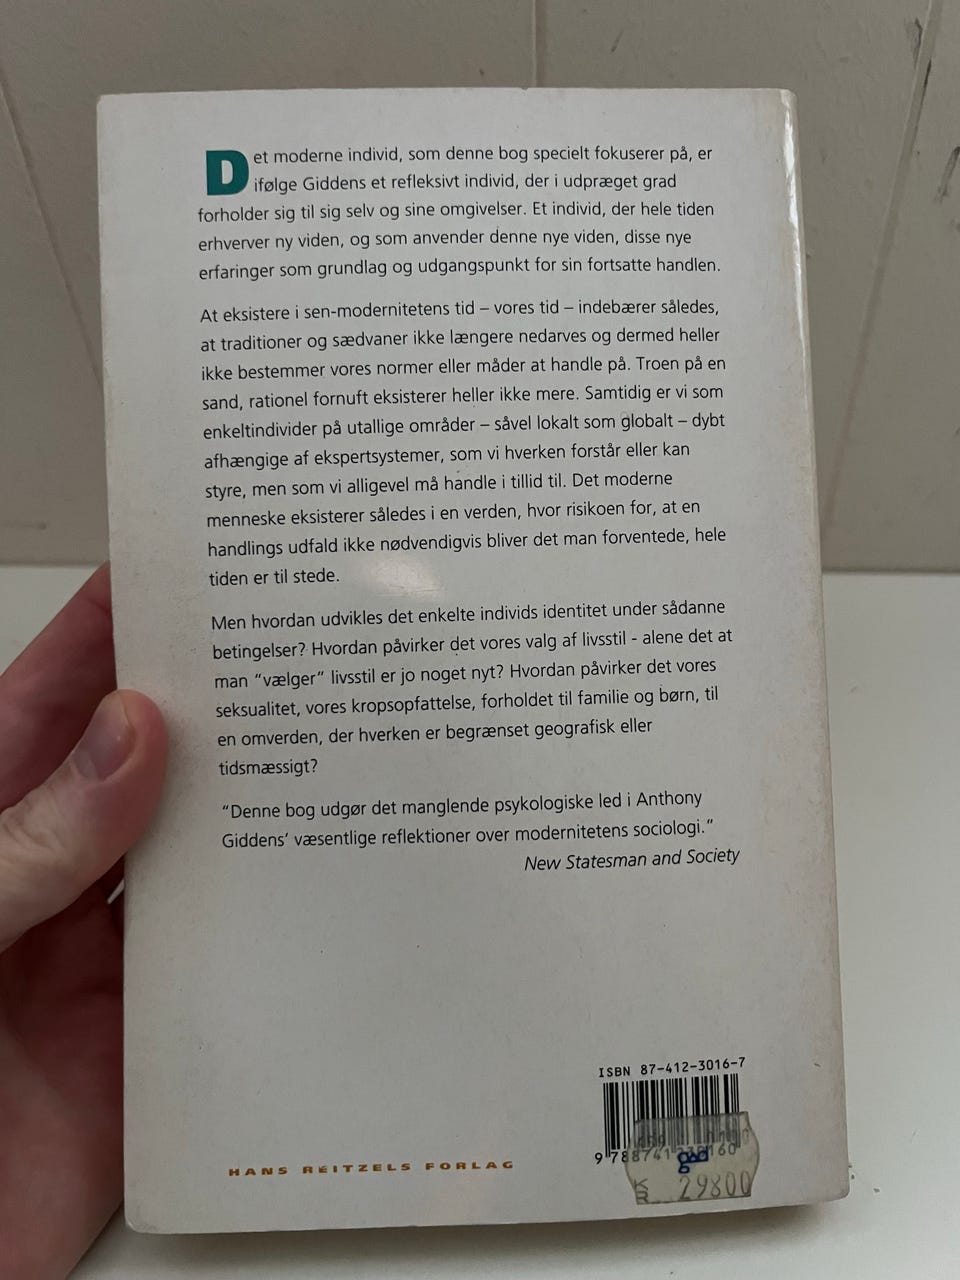 Det moderne individ, som denne bog specielt fokuserer på, er
ifølge Giddens et refleksivt individ, der i udpræget grad
forholder sig til sig selv og sine omgivelser. Et individ, der hele tiden
erhverver ny viden, og som anvender denne nye viden, disse nye
erfaringer som grundlag og udgangspunkt for sin fortsatte handlen.
At eksistere i sen-modernitetens tid – vores tid – indebærer således,
at traditioner og sædvaner ikke længere nedarves og dermed heller
ikke bestemmer vores normer eller måder at handle på. Troen på en
sand, rationel fornuft eksisterer heller ikke mere. Samtidig er vi som
enkeltindivider på utallige områder – såvel lokalt som globalt – dybt
afhængige af ekspertsystemer, som vi hverken forstår eller kan
styre, men som vi alligevel må handle i tillid til. Det moderne
menneske eksisterer således i en verden, hvor risikoen for, at en
handlings udfald ikke nødvendigvis bliver det man forventede, hele
tiden er til stede.
Men hvordan udvikles det enkelte individs identitet under sådanne
betingelser? Hvordan påvirker det vores valg af livsstil - alene det at
man “vælger” livsstil er jo noget nyt? Hvordan påvirker det vores
seksualitet, vores kropsopfattelse, forholdet til familie og børn, til
en omverden, der hverken er begrænset geografisk eller
tidsmæssigt?
“Denne bog udgør det manglende psykologiske led i Anthony
Giddens’ væsentlige reflektioner over modernitetens sociologi.”
New Statesman and Society
ISBN 87-412-3016-7
HANS REITZELS FORLAG
gad
KR 29800